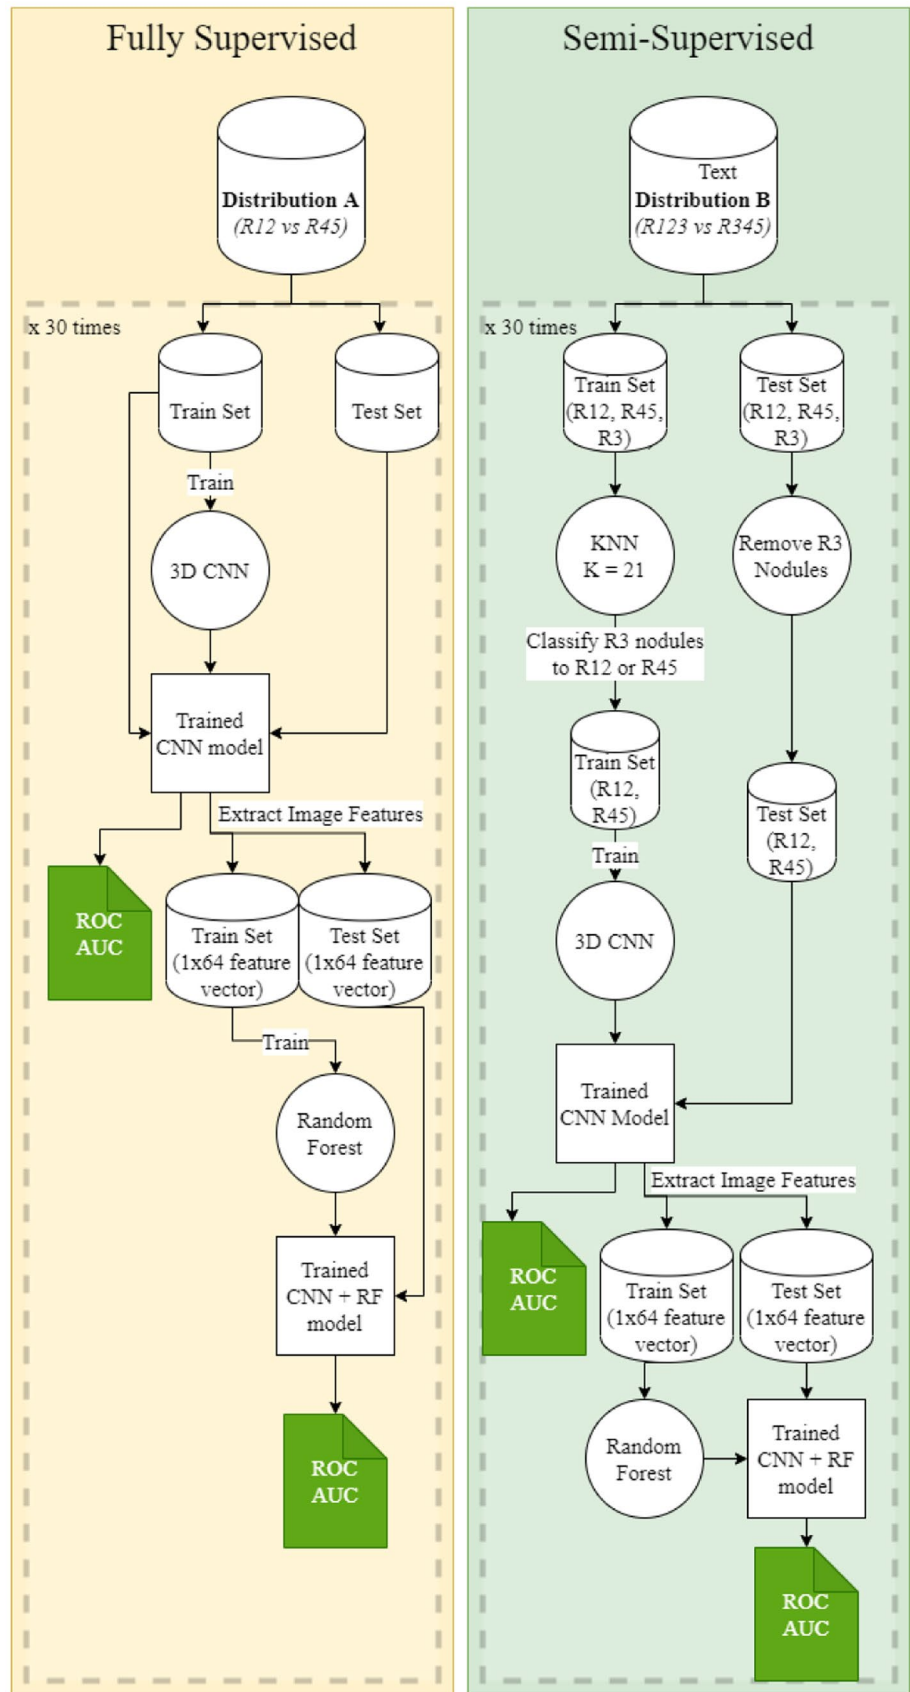 Fully Supervised
Distribution A
(R12 vs R45)
x 30 times
Train Set
Test Set
Train
3D CNN
Trained
CNN model
Extract Image Features
ROC
AUC
Train Set
(1x64 feature
vector)
Test Set
(1x64 feature
vector)
Train
Random
Forest
Trained
CNN + RF
model
ROC
AUC
Semi-Supervised
Text
Distribution B
(R123 vs R345)
x 30 times
Train Set
(R12, R45,
R3)
Test Set
(R12, R45,
R3)
KNN
K = 21
Remove R3
Nodules
Classify R3 nodules
to R12 or R45
Train Set
(R12,
R45)
Test Set
(R12,
R45)
Train
3D CNN
Trained
CNN Model
Extract Image Features
ROC
AUC
Train Set
(1x64 feature
vector)
Test Set
(1x64 feature
vector)
Random
Forest
Trained
CNN + RF
model
ROC
AUC